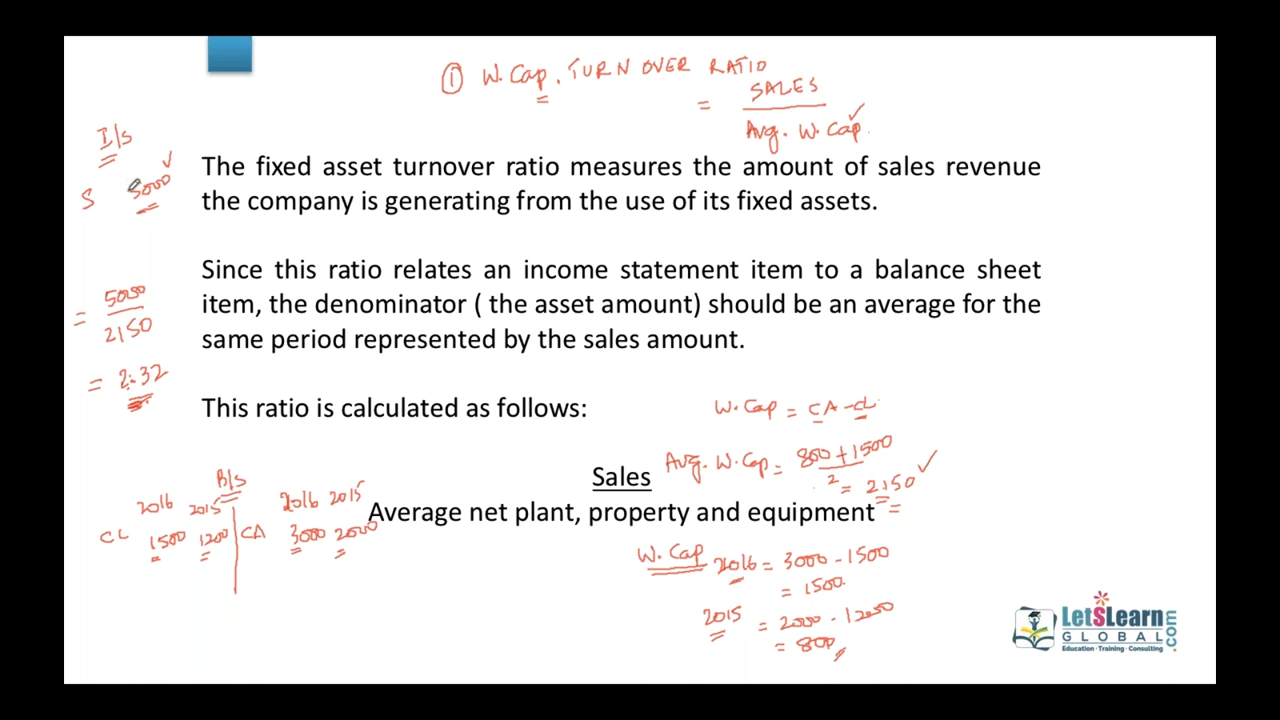 ① W. Cap. TURN OVER RATIO
= SALES
Avg. W. Cap.
I/s
S 5000
The fixed asset turnover ratio measures the amount of sales revenue
the company is generating from the use of its fixed assets.
Since this ratio relates an income statement item to a balance sheet
item, the denominator ( the asset amount) should be an average for the
same period represented by the sales amount.
= 5000
2150
= 2.32
This ratio is calculated as follows:
W. Cap = CA - CL
Avg. W. Cap = 800 + 1500
2
= 2150
Sales
Average net plant, property and equipment
B/s
2016 2015 2016 2015
CL 1500 1200 CA 3000 2000
W. Cap 2016 = 3000 - 1500
= 1500
2015 = 2000 - 1200
= 800
LetSLearn
GLOBAL
.com
Education · Training · Consulting